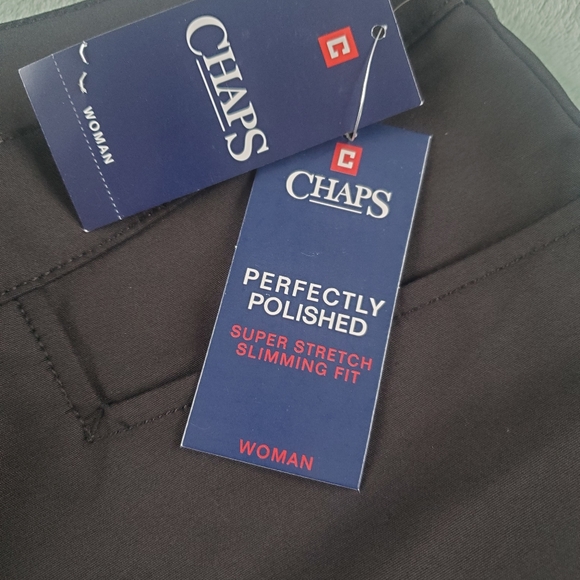 C
CHAPS
WOMAN
C
CHAPS
PERFECTLY
POLISHED
SUPER STRETCH
SLIMMING FIT
WOMAN